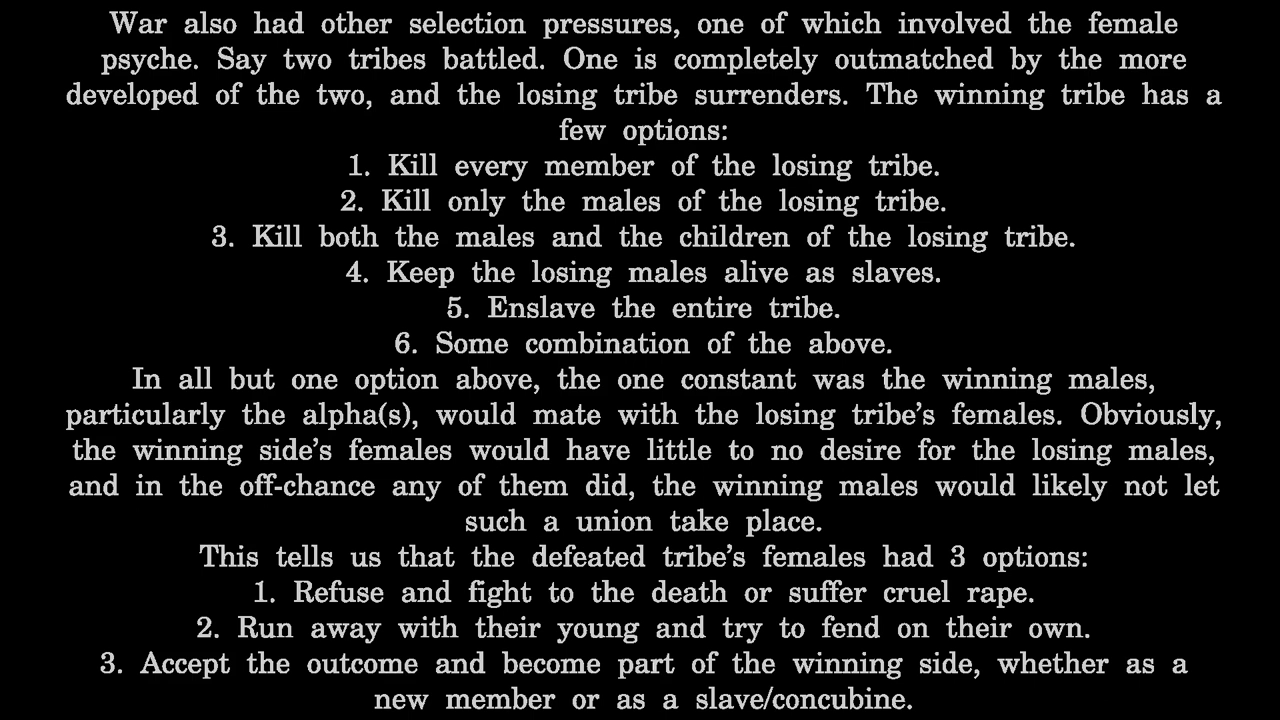 War also had other selection pressures, one of which involved the female
psyche. Say two tribes battled. One is completely outmatched by the more
developed of the two, and the losing tribe surrenders. The winning tribe has a
few options:
1. Kill every member of the losing tribe.
2. Kill only the males of the losing tribe.
3. Kill both the males and the children of the losing tribe.
4. Keep the losing males alive as slaves.
5. Enslave the entire tribe.
6. Some combination of the above.
In all but one option above, the one constant was the winning males,
particularly the alpha(s), would mate with the losing tribe's females. Obviously,
the winning side's females would have little to no desire for the losing males,
and in the off-chance any of them did, the winning males would likely not let
such a union take place.
This tells us that the defeated tribe's females had 3 options:
1. Refuse and fight to the death or suffer cruel rape.
2. Run away with their young and try to fend on their own.
3. Accept the outcome and become part of the winning side, whether as a
new member or as a slave/concubine.